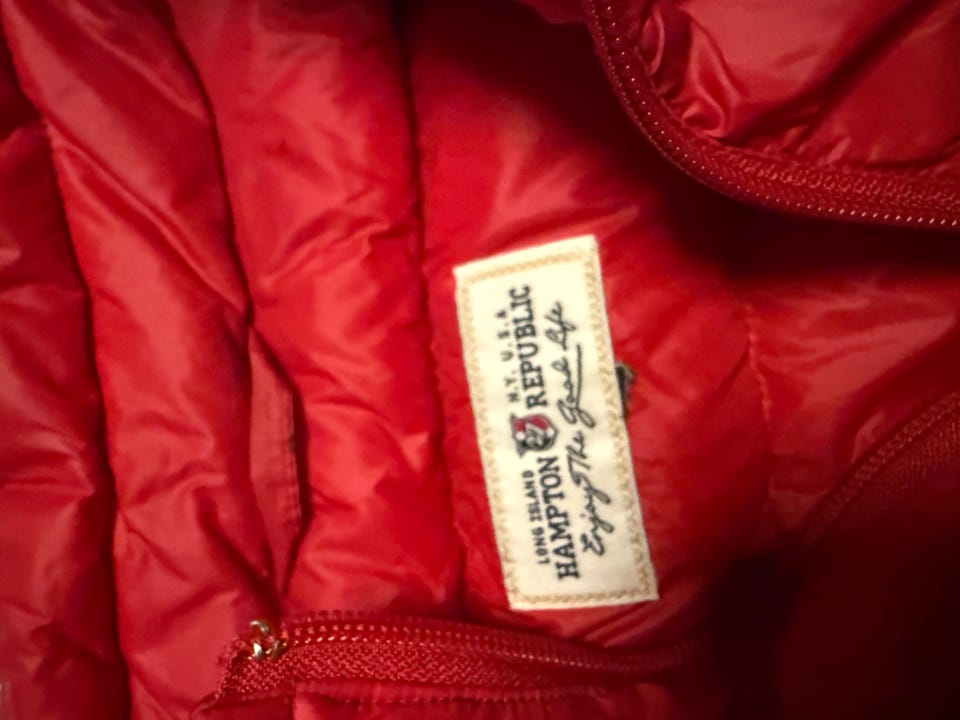 LONG ISLAND N.Y. U.S.A
HAMPTON REPUBLIC
Enjoy The Good Life